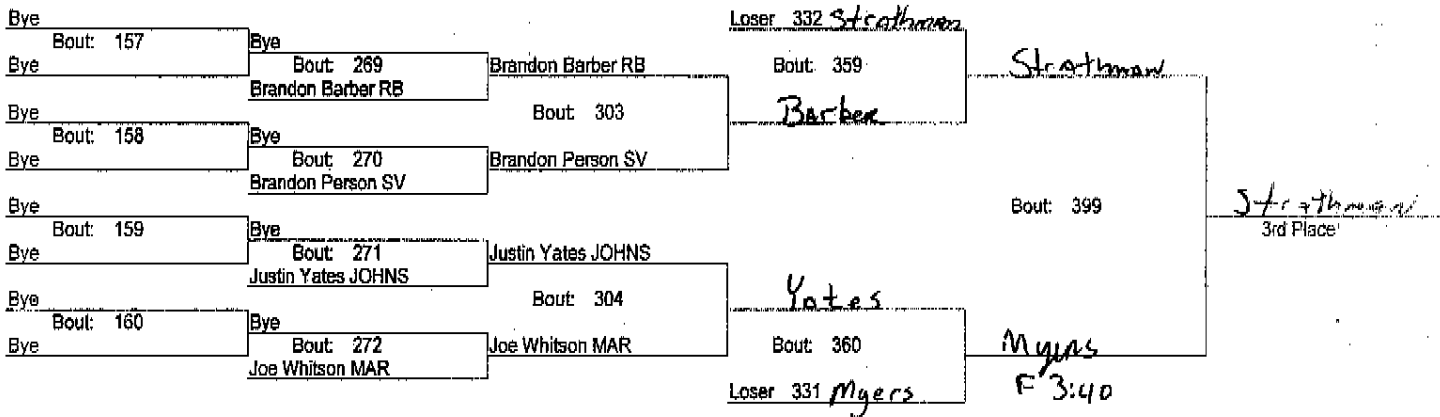 Bye
Bout: 157
Bye
Bye
Bout: 269
Brandon Barber RB
Bye
Bout: 158
Bye
Bye
Bout: 270
Brandon Person SV
Brandon Barber RB
Bout: 303
Brandon Person SV
Loser 332 Strathman
Bout: 359
Barber
Strathman
Bye
Bout: 159
Bye
Bye
Bout: 271
Justin Yates JOHNS
Bye
Bout: 160
Bye
Bye
Bout: 272
Joe Whitson MAR
Justin Yates JOHNS
Bout: 304
Joe Whitson MAR
Yates
Bout: 360
Loser 331 Myers
Myers
F 3:40
Bout: 399
Strathman
3rd Place